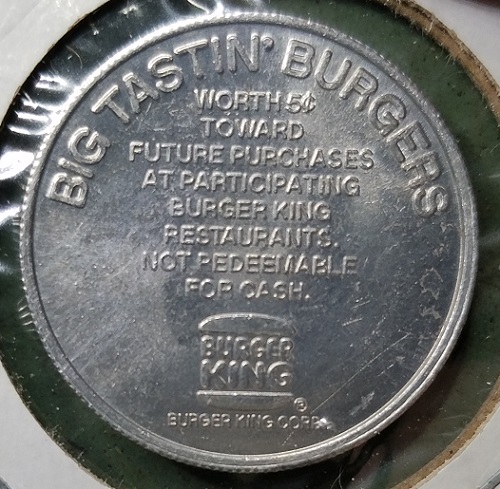 BIG TASTIN' BURGERS
WORTH 5¢
TOWARD
FUTURE PURCHASES
AT PARTICIPATING
BURGER KING
RESTAURANTS.
NOT REDEEMABLE
FOR CASH.
BURGER
KING
®
BURGER KING CORP.